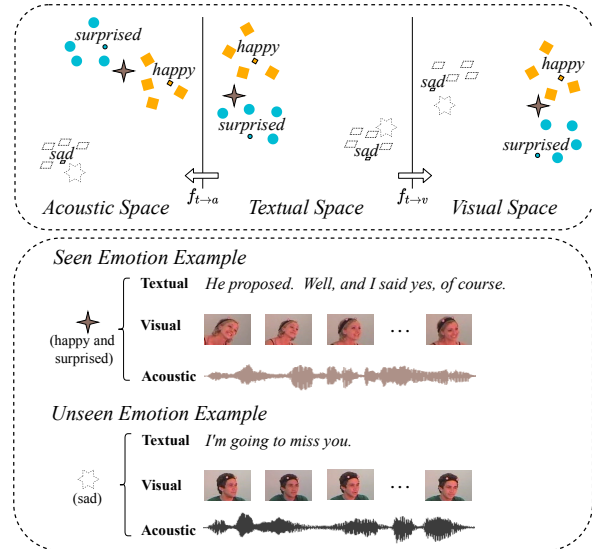 surprised
happy
sad
happy
surprised
sad
sad
happy
surprised
f t→a
f t→v
Acoustic Space
Textual Space
Visual Space
Seen Emotion Example
Textual He proposed. Well, and I said yes, of course.
Visual
(happy and
surprised)
...
Acoustic
Unseen Emotion Example
Textual I'm going to miss you.
Visual
(sad)
...
Acoustic